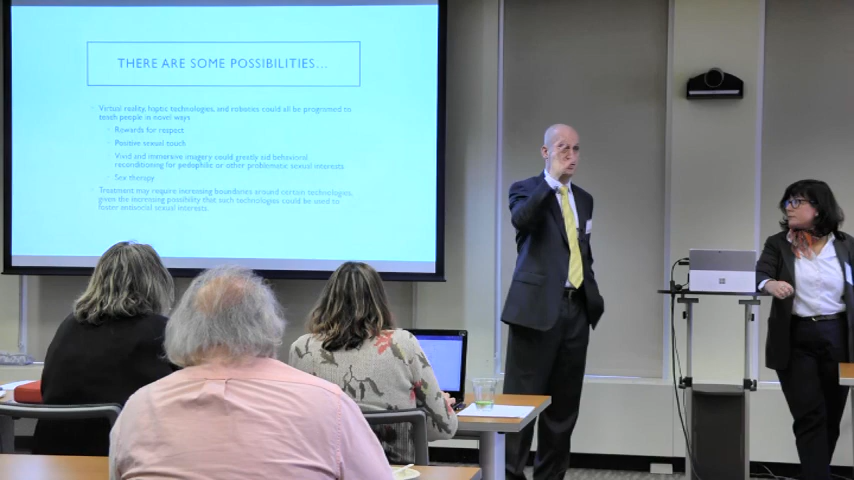 THERE ARE SOME POSSIBILITIES...
Virtual reality, haptic technologies, and robotics could all be programed to
teach people in novel ways
Rewards for respect
Positive sexual touch
Vivid and immersive imagery could greatly aid behavioral
reconditioning for pedophilic or other problematic sexual interests
Sex therapy
Treatment may require increasing boundaries around certain technologies,
given the increasing possibility that such technologies could be used to
foster antisocial sexual interests